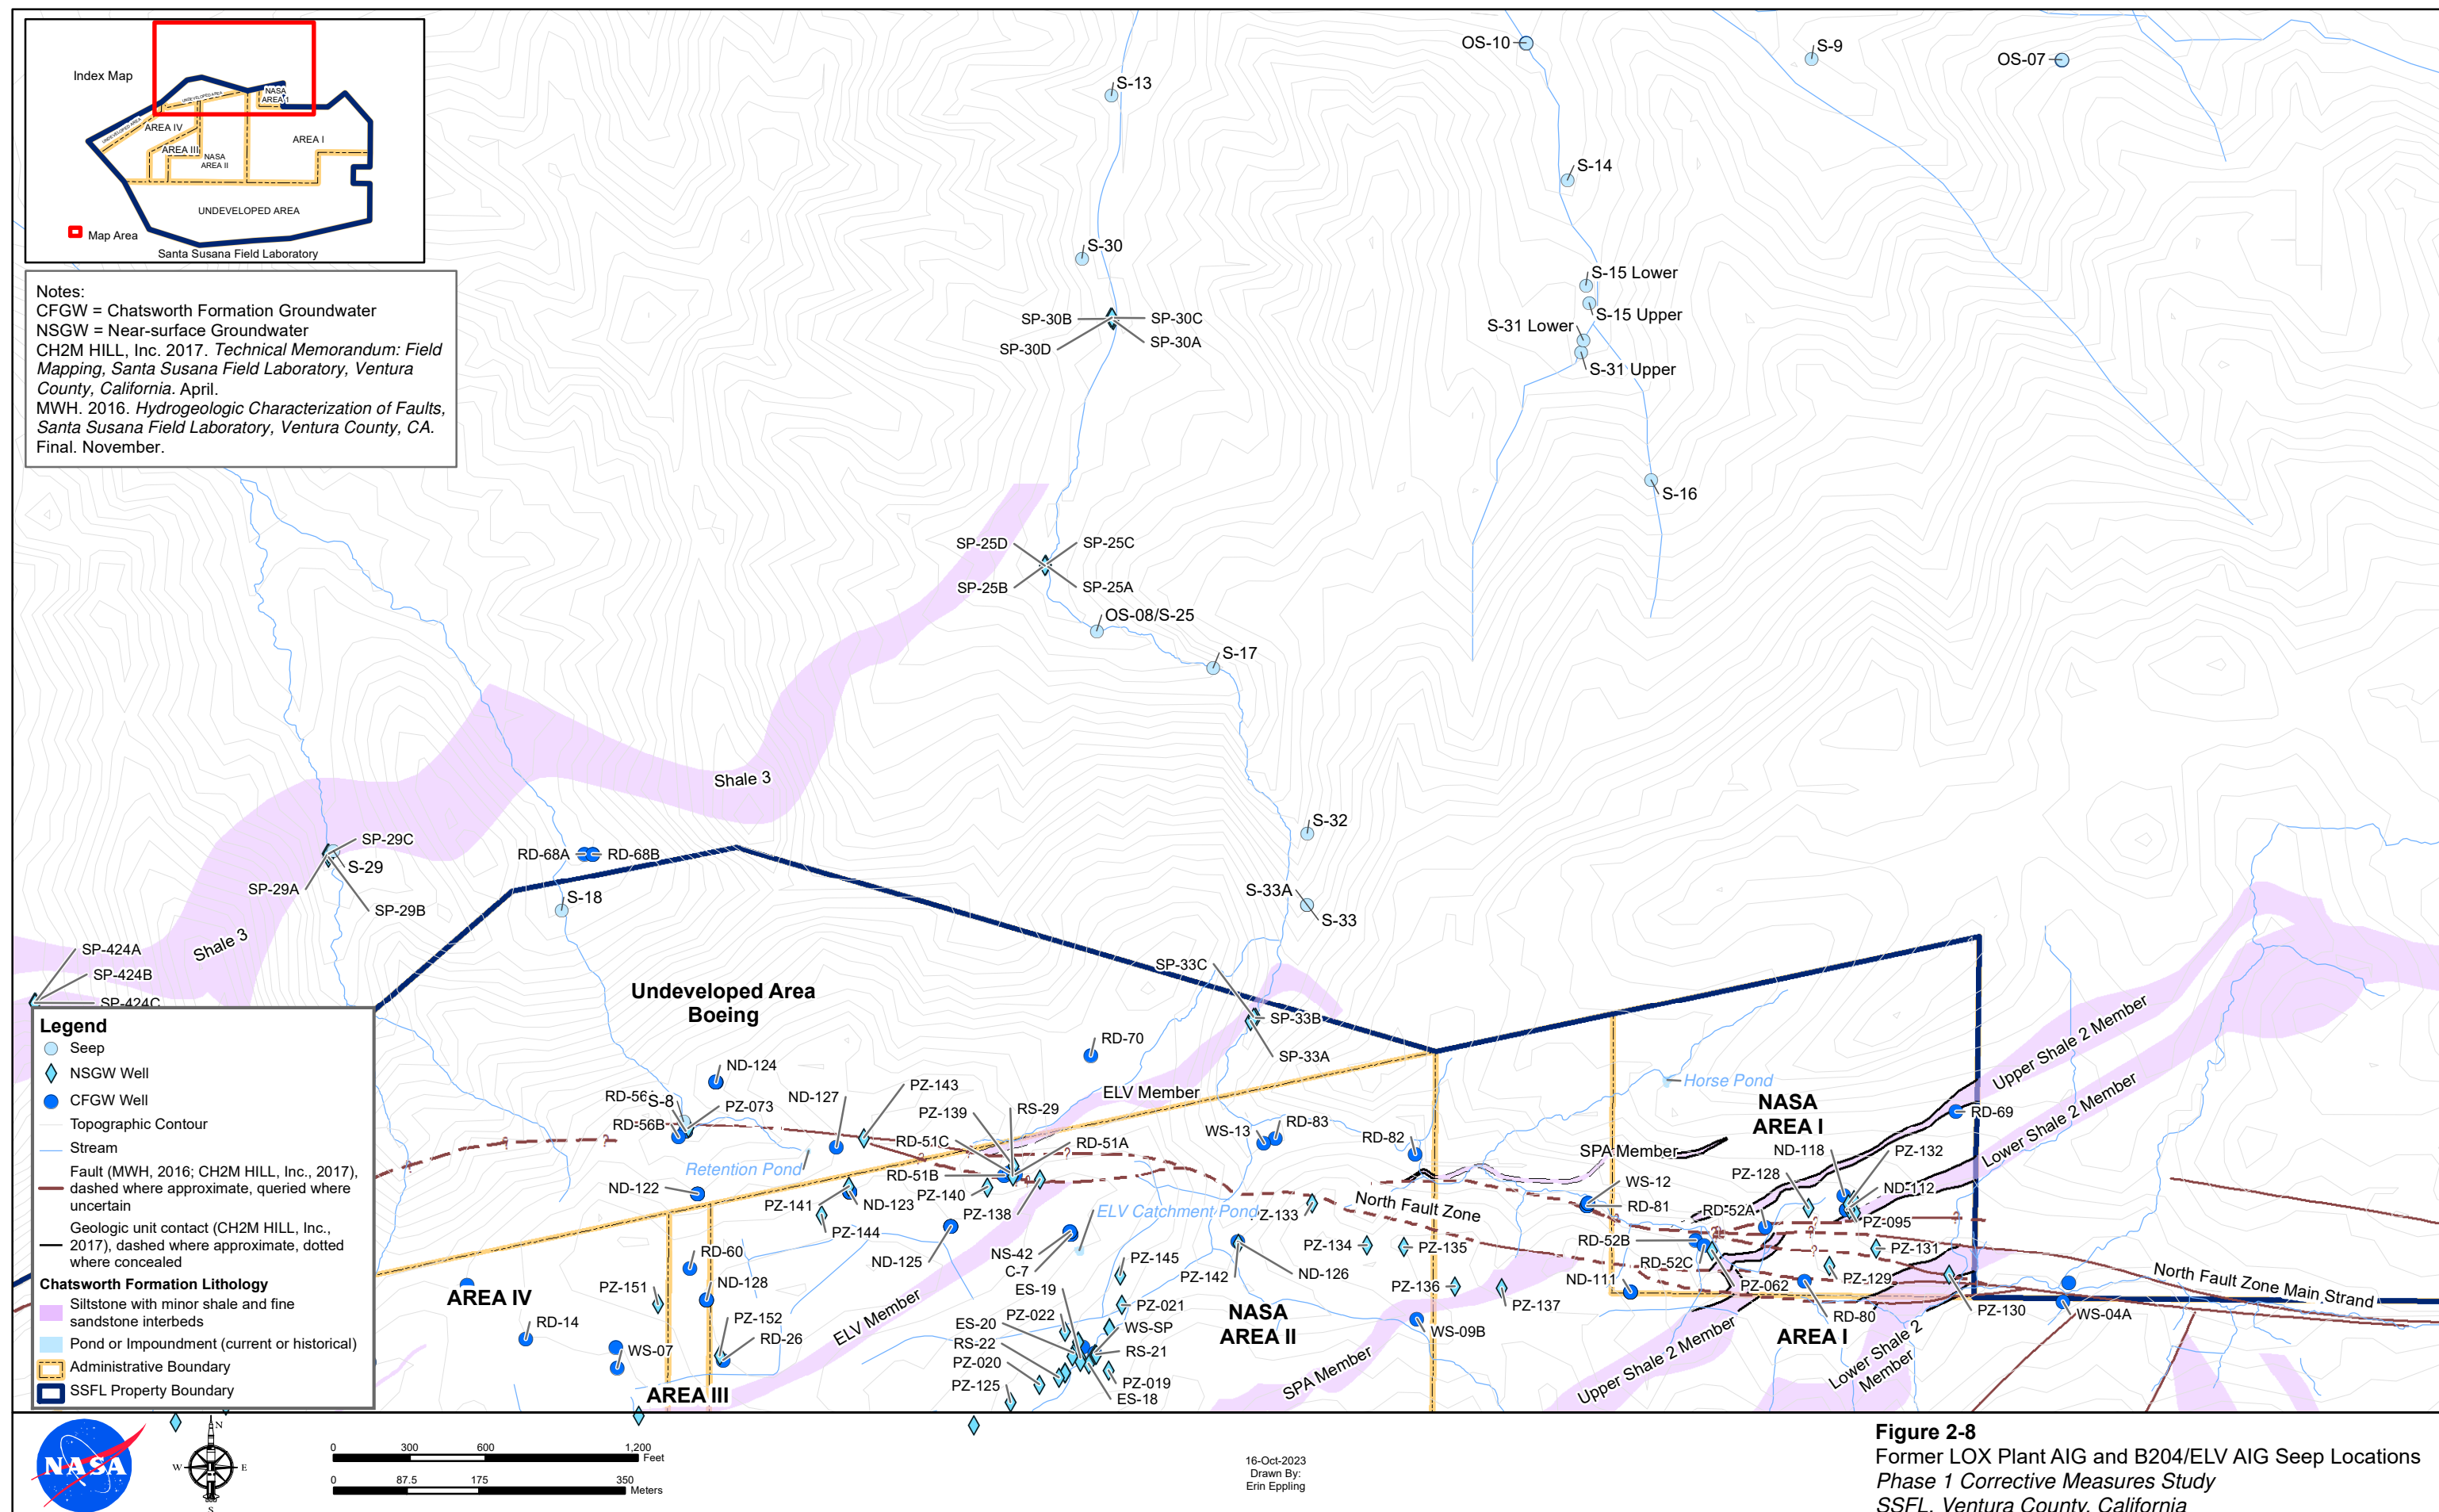 Index Map
UNDEVELOPED AREA
NASA
AREA 1
UNDEVELOPED AREA
AREA IV
AREA I
AREA III
NASA
AREA II
UNDEVELOPED AREA
Map Area
Santa Susana Field Laboratory
Notes:
CFGW = Chatsworth Formation Groundwater
NSGW = Near-surface Groundwater
CH2M HILL, Inc. 2017. Technical Memorandum: Field
Mapping, Santa Susana Field Laboratory, Ventura
County, California. April.
MWH. 2016. Hydrogeologic Characterization of Faults,
Santa Susana Field Laboratory, Ventura County, CA.
Final. November.
OS-10
S-9
OS-07
S-13
S-14
S-30
S-15 Lower
S-15 Upper
SP-30B
SP-30C
S-31 Lower
SP-30D
SP-30A
S-31 Upper
S-16
SP-25D
SP-25C
SP-25B
SP-25A
OS-08/S-25
S-17
Shale 3
S-32
SP-29C
RD-68A
RD-68B
S-29
SP-29A
S-33A
S-18
SP-29B
S-33
Shale 3
SP-424A
SP-424B
SP-424C
SP-33C
Undeveloped Area
Boeing
SP-33B
RD-70
SP-33A
Upper Shale 2 Member
ND-124
Horse Pond
PZ-143
ELV Member
RD-56
S-8
ND-127
PZ-073
PZ-139
RS-29
NASA
AREA I
RD-69
RD-56B
WS-13
RD-83
RD-82
RD-51C
RD-51A
SPA Member
ND-118
PZ-132
Lower Shale 2 Member
Retention Pond
RD-51B
PZ-128
ND-122
PZ-140
WS-12
ND-112
PZ-141
ND-123
PZ-138
ELV Catchment Pond
PZ-133
North Fault Zone
RD-81
RD-52A
PZ-095
PZ-144
RD-52B
PZ-134
PZ-135
PZ-131
RD-60
ND-125
NS-42
C-7
PZ-145
PZ-142
ND-126
RD-52C
PZ-062
PZ-129
North Fault Zone Main Strand
PZ-151
ND-128
ES-19
PZ-136
ND-111
AREA IV
PZ-022
PZ-021
NASA
AREA II
PZ-137
RD-80
PZ-130
WS-04A
RD-14
PZ-152
ELV Member
ES-20
WS-SP
WS-09B
AREA I
RD-26
RS-22
RS-21
Upper Shale 2 Member
Lower Shale 2
Member
WS-07
PZ-020
PZ-019
SPA Member
AREA III
PZ-125
ES-18
Legend
Seep
NSGW Well
CFGW Well
Topographic Contour
Stream
Fault (MWH, 2016; CH2M HILL, Inc., 2017),
dashed where approximate, queried where
uncertain
Geologic unit contact (CH2M HILL, Inc.,
2017), dashed where approximate, dotted
where concealed
Chatsworth Formation Lithology
Siltstone with minor shale and fine
sandstone interbeds
Pond or Impoundment (current or historical)
Administrative Boundary
SSFL Property Boundary
NASA
N
W
E
S
0 300 600 1,200
Feet
0 87.5 175 350
Meters
16-Oct-2023
Drawn By:
Erin Eppling
Figure 2-8
Former LOX Plant AIG and B204/ELV AIG Seep Locations
Phase 1 Corrective Measures Study
SSFL, Ventura County, California